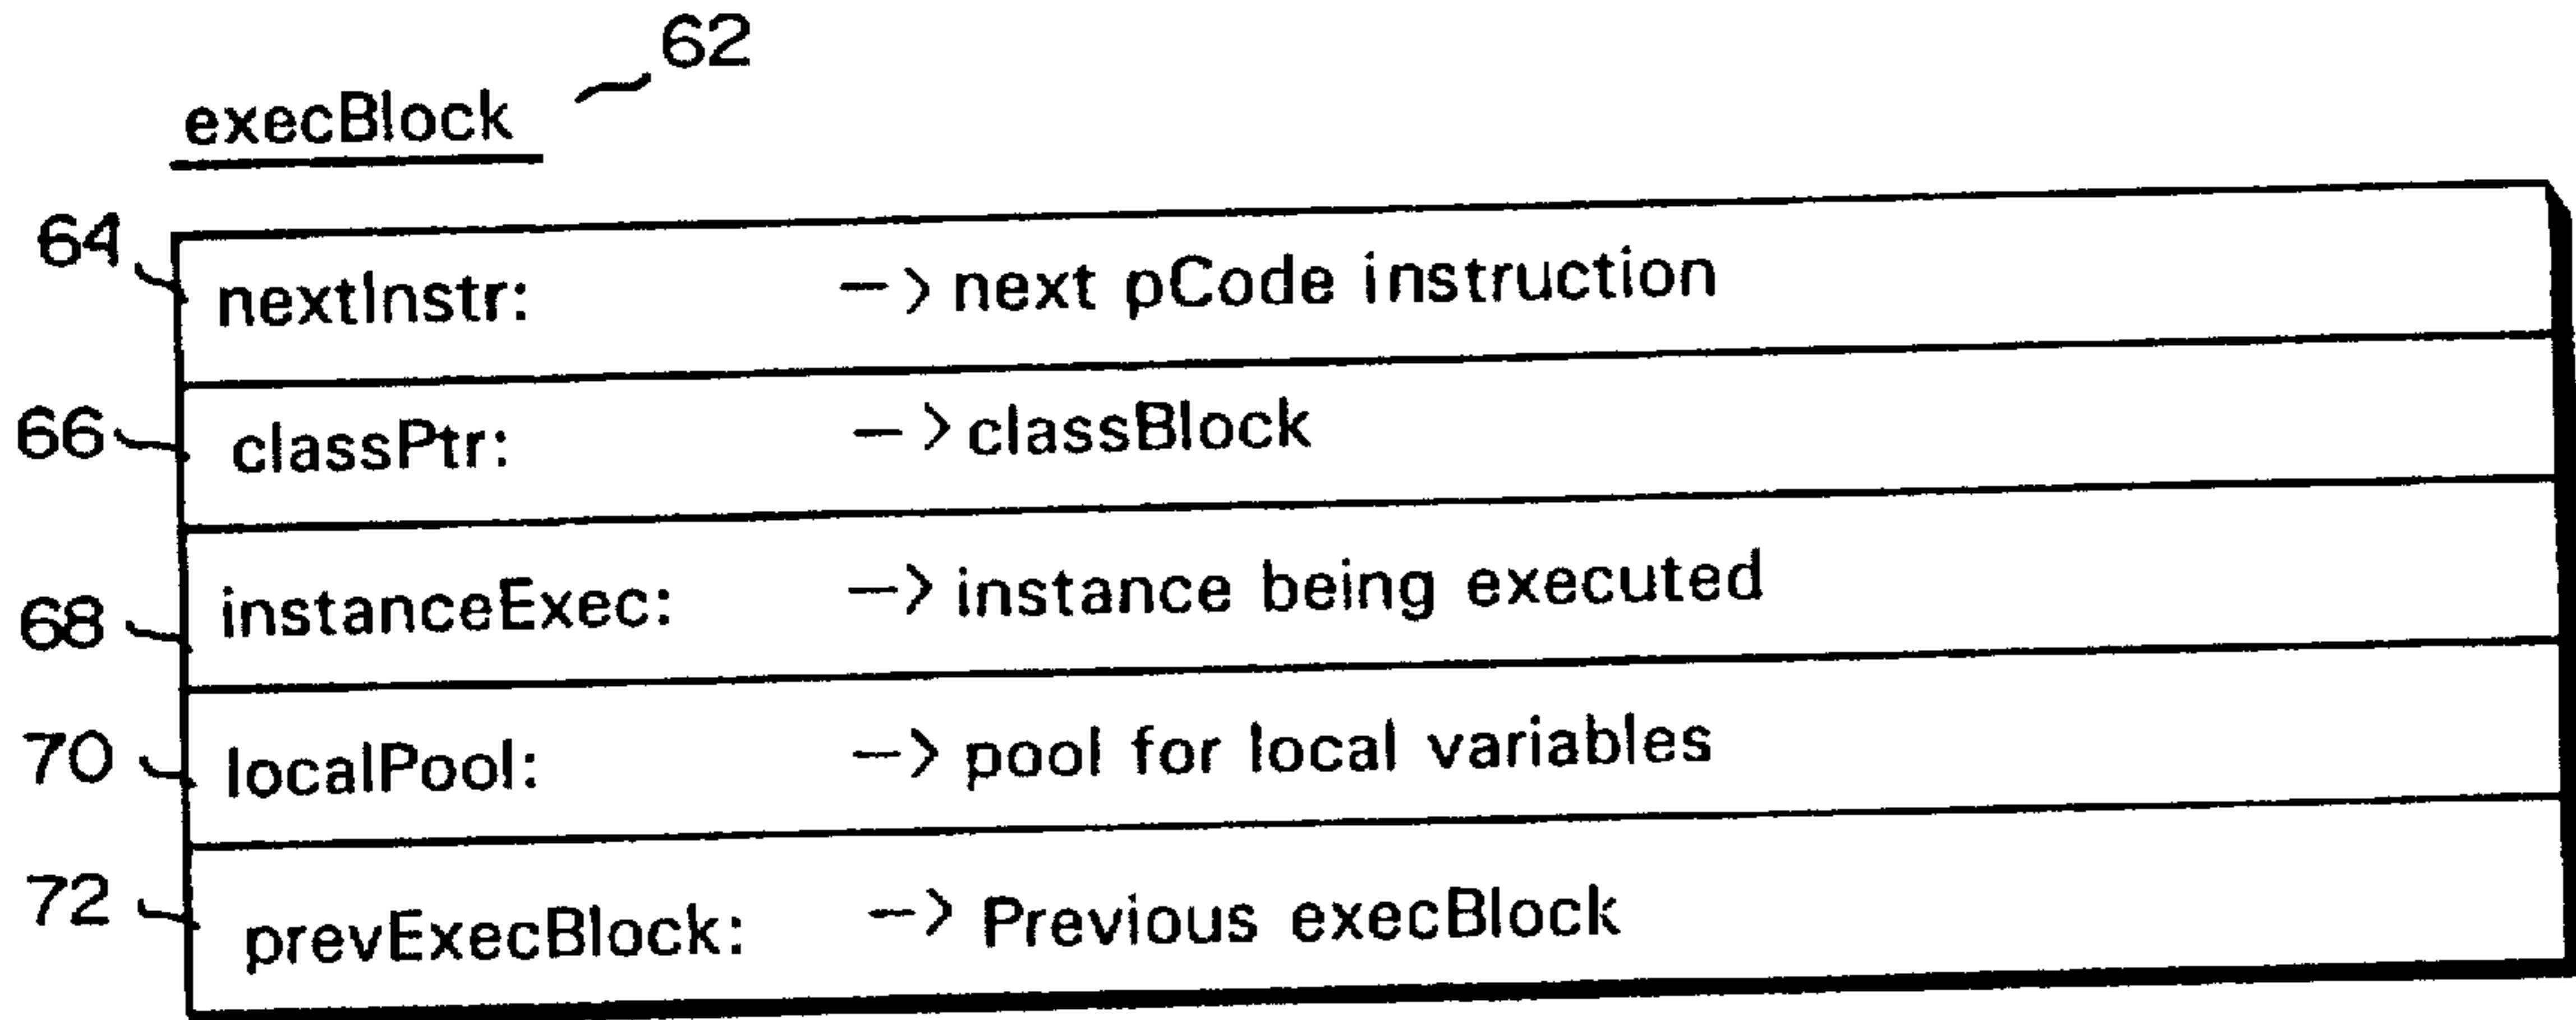 62
execBlock
64 nextInstr: -> next pCode instruction
66 classPtr: -> classBlock
68 instanceExec: -> instance being executed
70 localPool: -> pool for local variables
72 prevExecBlock: -> Previous execBlock